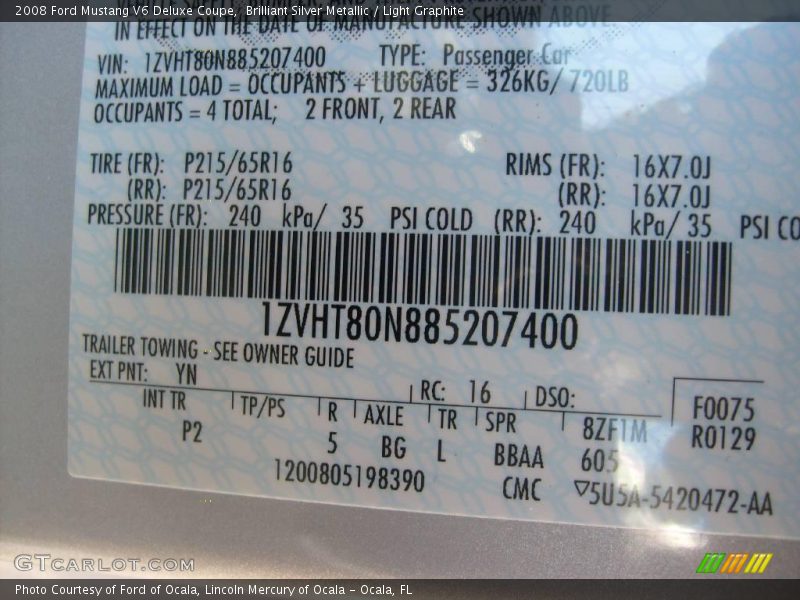 2008 Ford Mustang V6 Deluxe Coupe, Brilliant Silver Metallic / Light Graphite
IN EFFECT ON THE DATE OF MANUFACTURE SHOWN ABOVE
VIN: 1ZVHT80N885207400 TYPE: Passenger Car
MAXIMUM LOAD = OCCUPANTS + LUGGAGE = 326KG/ 720LB
OCCUPANTS = 4 TOTAL; 2 FRONT, 2 REAR
TIRE (FR): P215/65R16 RIMS (FR): 16X7.0J
(RR): P215/65R16 (RR): 16X7.0J
PRESSURE (FR): 240 kPa/ 35 PSI COLD (RR): 240 kPa/ 35 PSI CO
1ZVHT80N885207400
TRAILER TOWING - SEE OWNER GUIDE
EXT PNT: YN RC: 16 DSO: F0075
INT TR TP/PS R AXLE TR SPR 8ZF1M R0129
P2 5 BG L BBAA 605
1200805198390 CMC ▽5U5A-5420472-AA
GTCARLOT.COM
Photo Courtesy of Ford of Ocala, Lincoln Mercury of Ocala - Ocala, FL